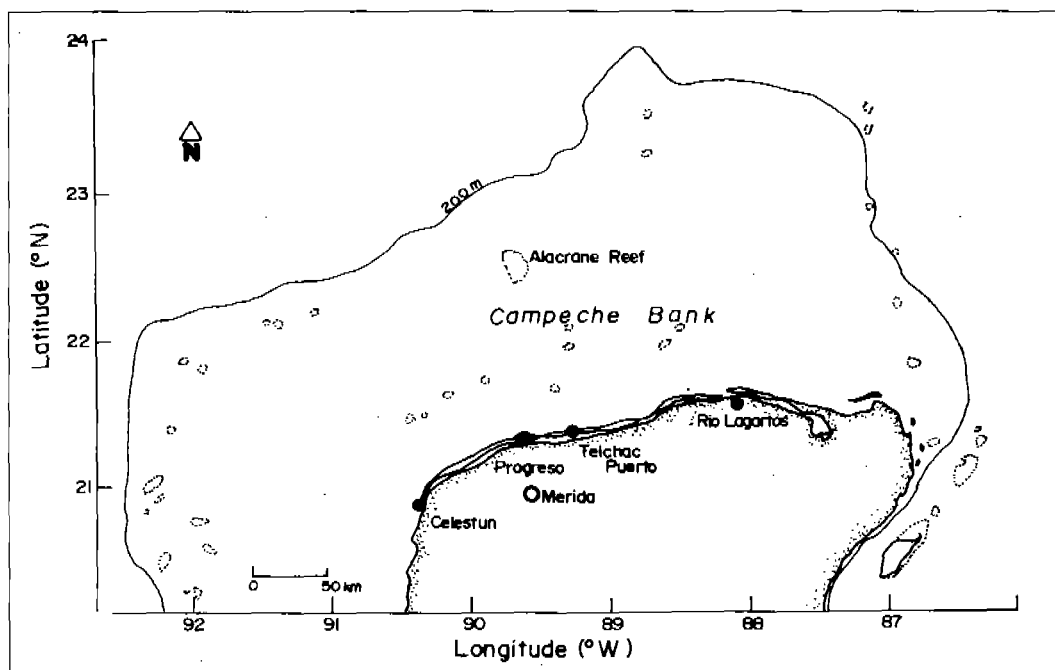 24
23
22
21
Latitude (°N)
N
200 m
Alacrane Reef
Campeche Bank
Rio Lagartos
Telchac
Puerto
Progreso
Merida
Celestun
0 50 km
92 91 90 89 88 87
Longitude (°W)